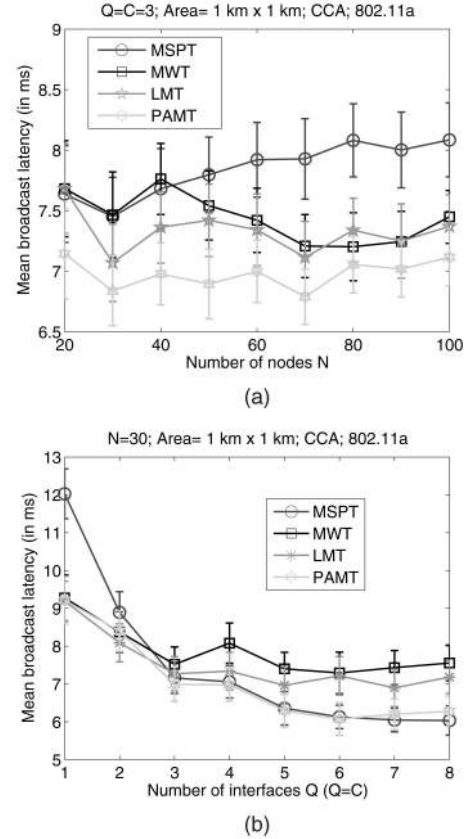 Q=C=3; Area= 1 km x 1 km; CCA; 802.11a
Mean broadcast latency (in ms)
9
8.5
8
7.5
7
6.5
MSPT
MWT
LMT
PAMT
20
40
60
80
100
Number of nodes N
(a)
N=30; Area= 1 km x 1 km; CCA; 802.11a
Mean broadcast latency (in ms)
13
12
11
10
9
8
7
6
5
MSPT
MWT
LMT
PAMT
1
2
3
4
5
6
7
8
Number of interfaces Q (Q=C)
(b)